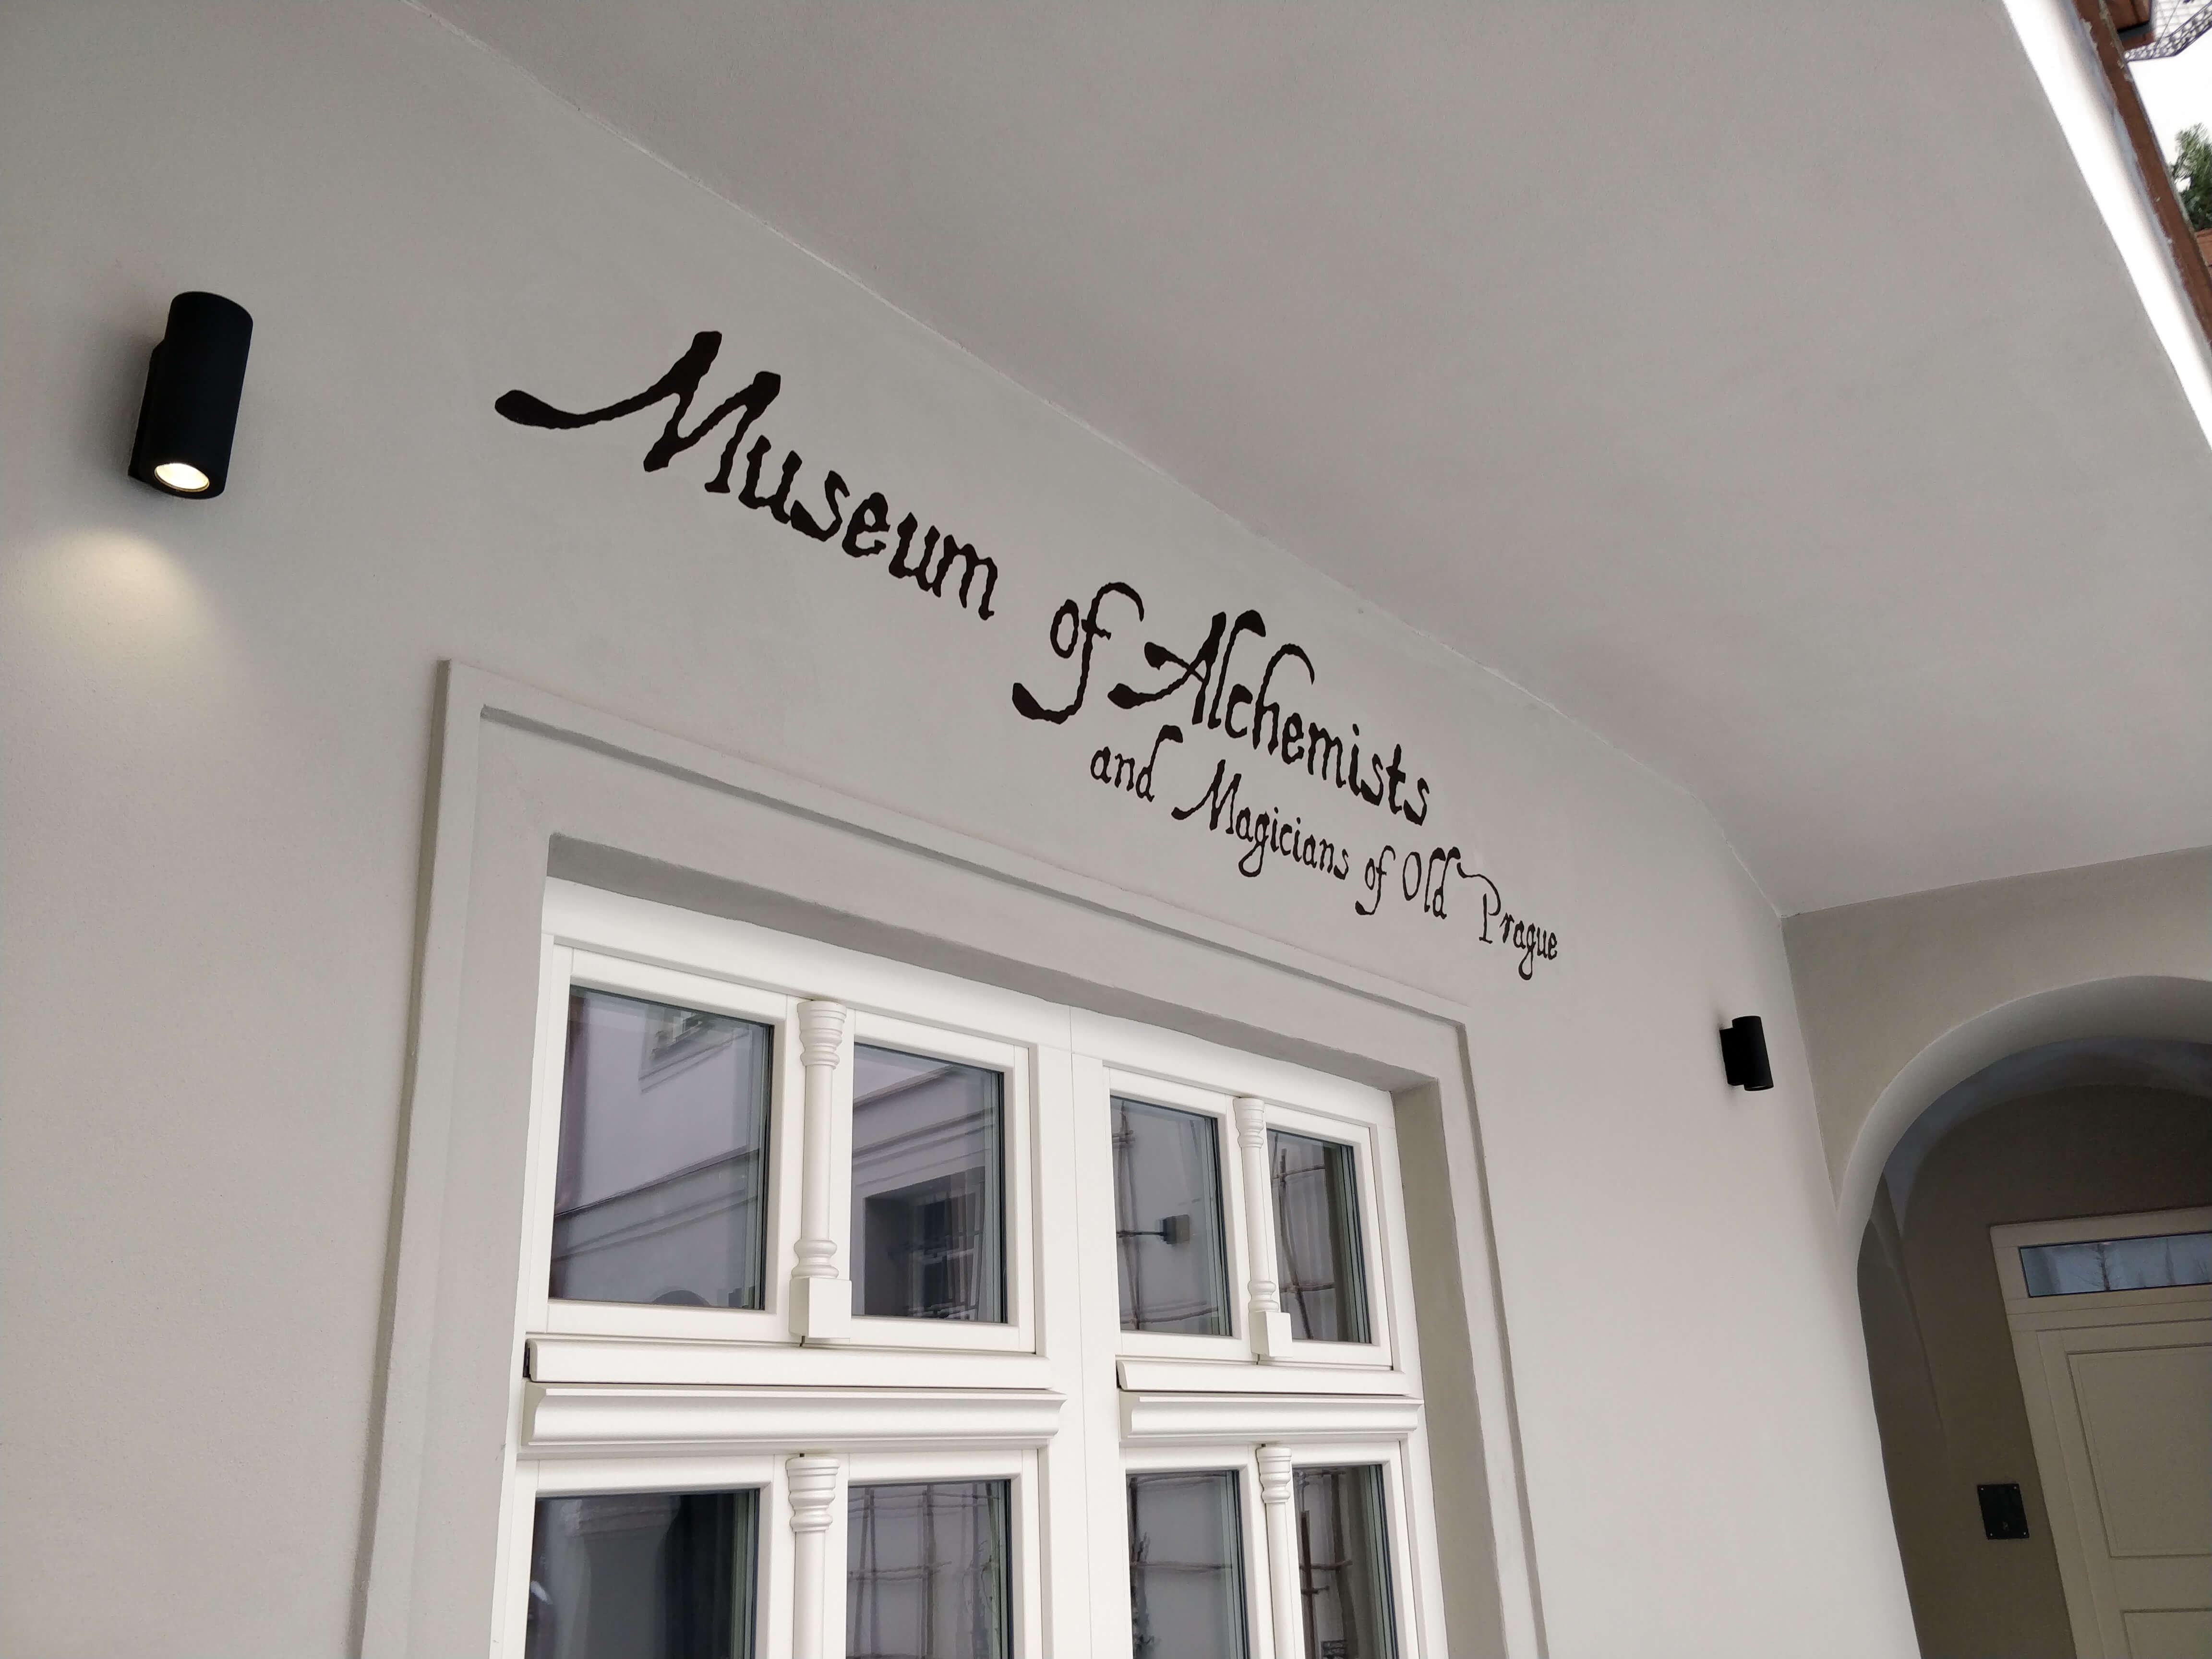 Museum of Alchemists
and Magicians of Old Prague